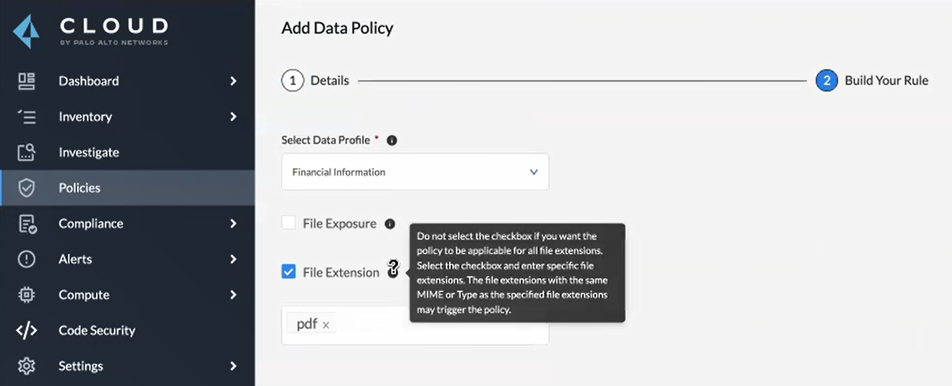 CLOUD
BY PALO ALTO NETWORKS
Dashboard
Inventory
Investigate
Policies
Compliance
Alerts
Compute
Code Security
Settings
Add Data Policy
1 Details
2 Build Your Rule
Select Data Profile *
Financial Information
File Exposure
File Extension
Do not select the checkbox if you want the
policy to be applicable for all file extensions.
Select the checkbox and enter specific file
extensions. The file extensions with the same
MIME or Type as the specified file extensions
may trigger the policy.
pdf x